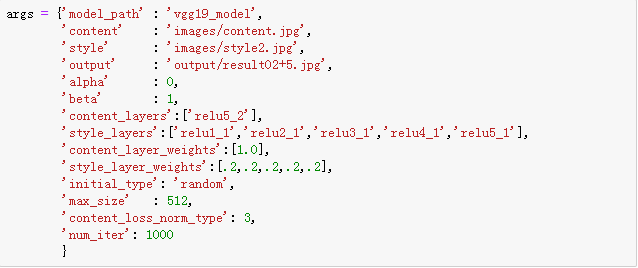 args = {'model_path' : 'vgg19_model',
'content' : 'images/content.jpg',
'style' : 'images/style2.jpg',
'output' : 'output/result02+5.jpg',
'alpha' : 0,
'beta' : 1,
'content_layers':['relu5_2'],
'style_layers':['relu1_1','relu2_1','relu3_1','relu4_1','relu5_1'],
'content_layer_weights':[1.0],
'style_layer_weights':[.2,.2,.2,.2,.2],
'initial_type': 'random',
'max_size' : 512,
'content_loss_norm_type': 3,
'num_iter': 1000
}